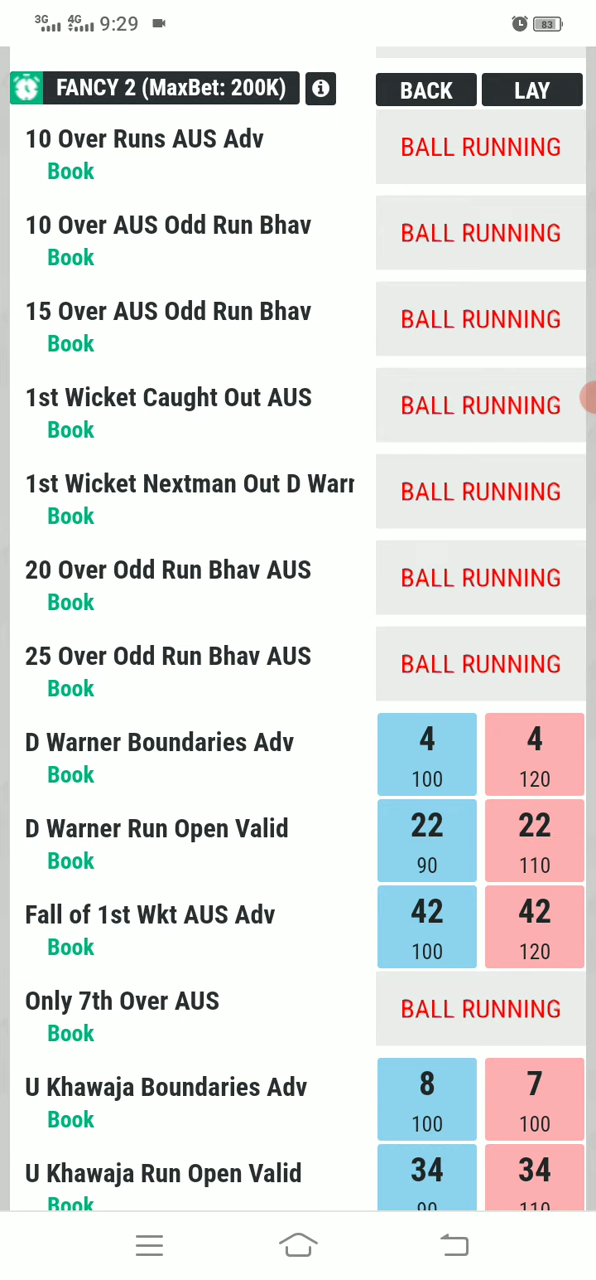 3G 4G 9:29 83
FANCY 2 (MaxBet: 200K) i BACK LAY
10 Over Runs AUS Adv BALL RUNNING
Book
10 Over AUS Odd Run Bhav BALL RUNNING
Book
15 Over AUS Odd Run Bhav BALL RUNNING
Book
1st Wicket Caught Out AUS BALL RUNNING
Book
1st Wicket Nextman Out D Warr BALL RUNNING
Book
20 Over Odd Run Bhav AUS BALL RUNNING
Book
25 Over Odd Run Bhav AUS BALL RUNNING
Book
D Warner Boundaries Adv 4 4
Book 100 120
D Warner Run Open Valid 22 22
Book 90 110
Fall of 1st Wkt AUS Adv 42 42
Book 100 120
Only 7th Over AUS BALL RUNNING
Book
U Khawaja Boundaries Adv 8 7
Book 100 100
U Khawaja Run Open Valid 34 34
Book 90 110